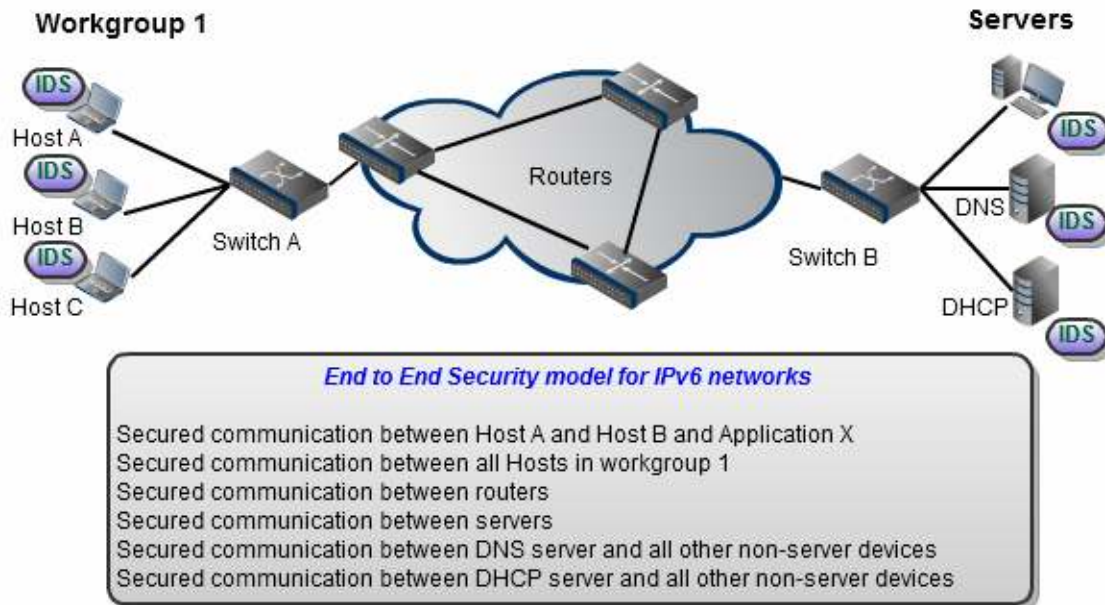 Workgroup 1
Servers
IDS
Host A
IDS
Host B
IDS
Host C
Switch A
Routers
Switch B
IDS
DNS
IDS
DHCP
IDS
End to End Security model for IPv6 networks
Secured communication between Host A and Host B and Application X
Secured communication between all Hosts in workgroup 1
Secured communication between routers
Secured communication between servers
Secured communication between DNS server and all other non-server devices
Secured communication between DHCP server and all other non-server devices